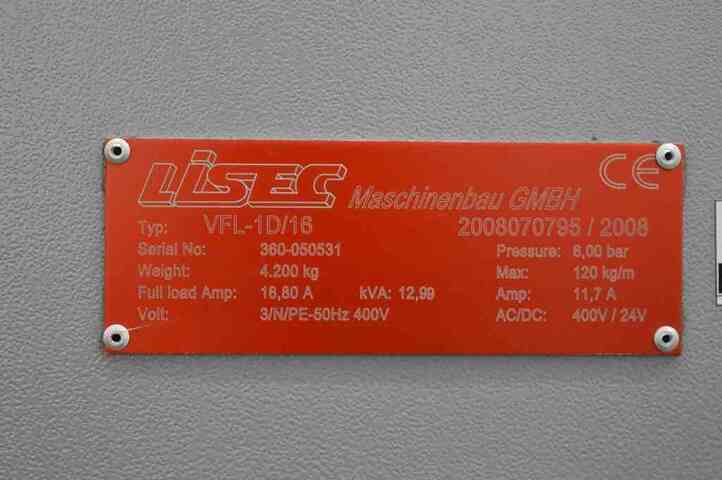 LiSEC Maschinenbau GMBH CE
Typ: VFL-1D/16 2008070795 / 2008
Serial No: 360-050531 Pressure: 6,00 bar
Weight: 4.200 kg Max: 120 kg/m
Full load Amp: 16,80 A kVA: 12,99 Amp: 11,7 A
Volt: 3/N/PE-50Hz 400V AC/DC: 400V / 24V